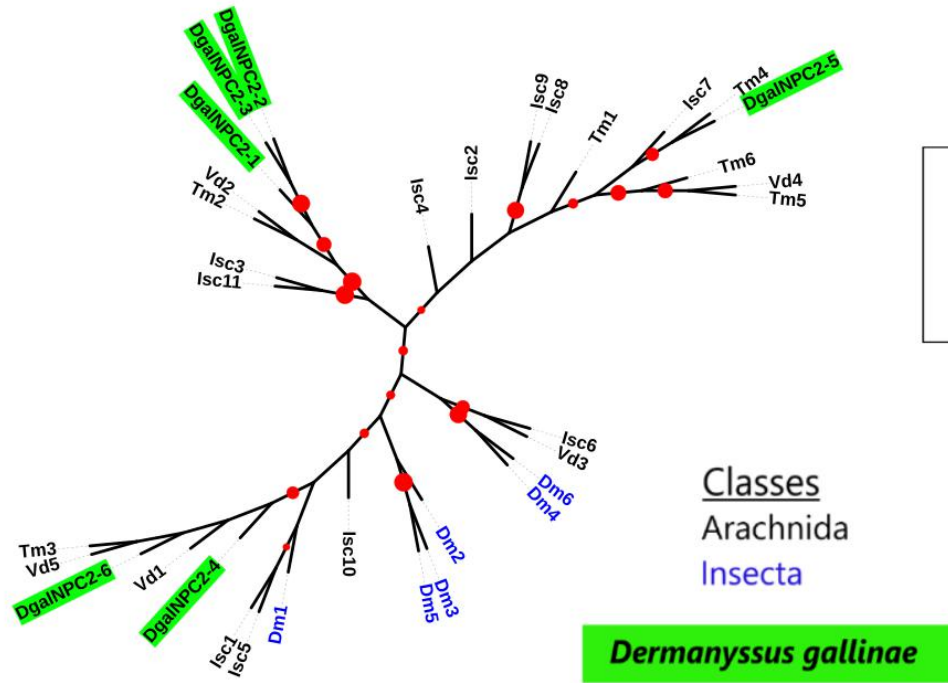 DgalNPC2-2
DgalNPC2-3
DgalNPC2-1
Vd2
Tm2
Isc3
Isc11
Isc4
Isc2
Isc9
Isc8
Tm1
Isc7
Tm4
DgalNPC2-5
Tm6
Vd4
Tm5
Isc6
Vd3
Dm6
Dm4
Dm2
Dm3
Dm5
Isc10
Dm1
Isc5
Isc1
DgalNPC2-4
Vd1
DgalNPC2-6
Vd5
Tm3
Classes
Arachnida
Insecta
Dermanyssus gallinae